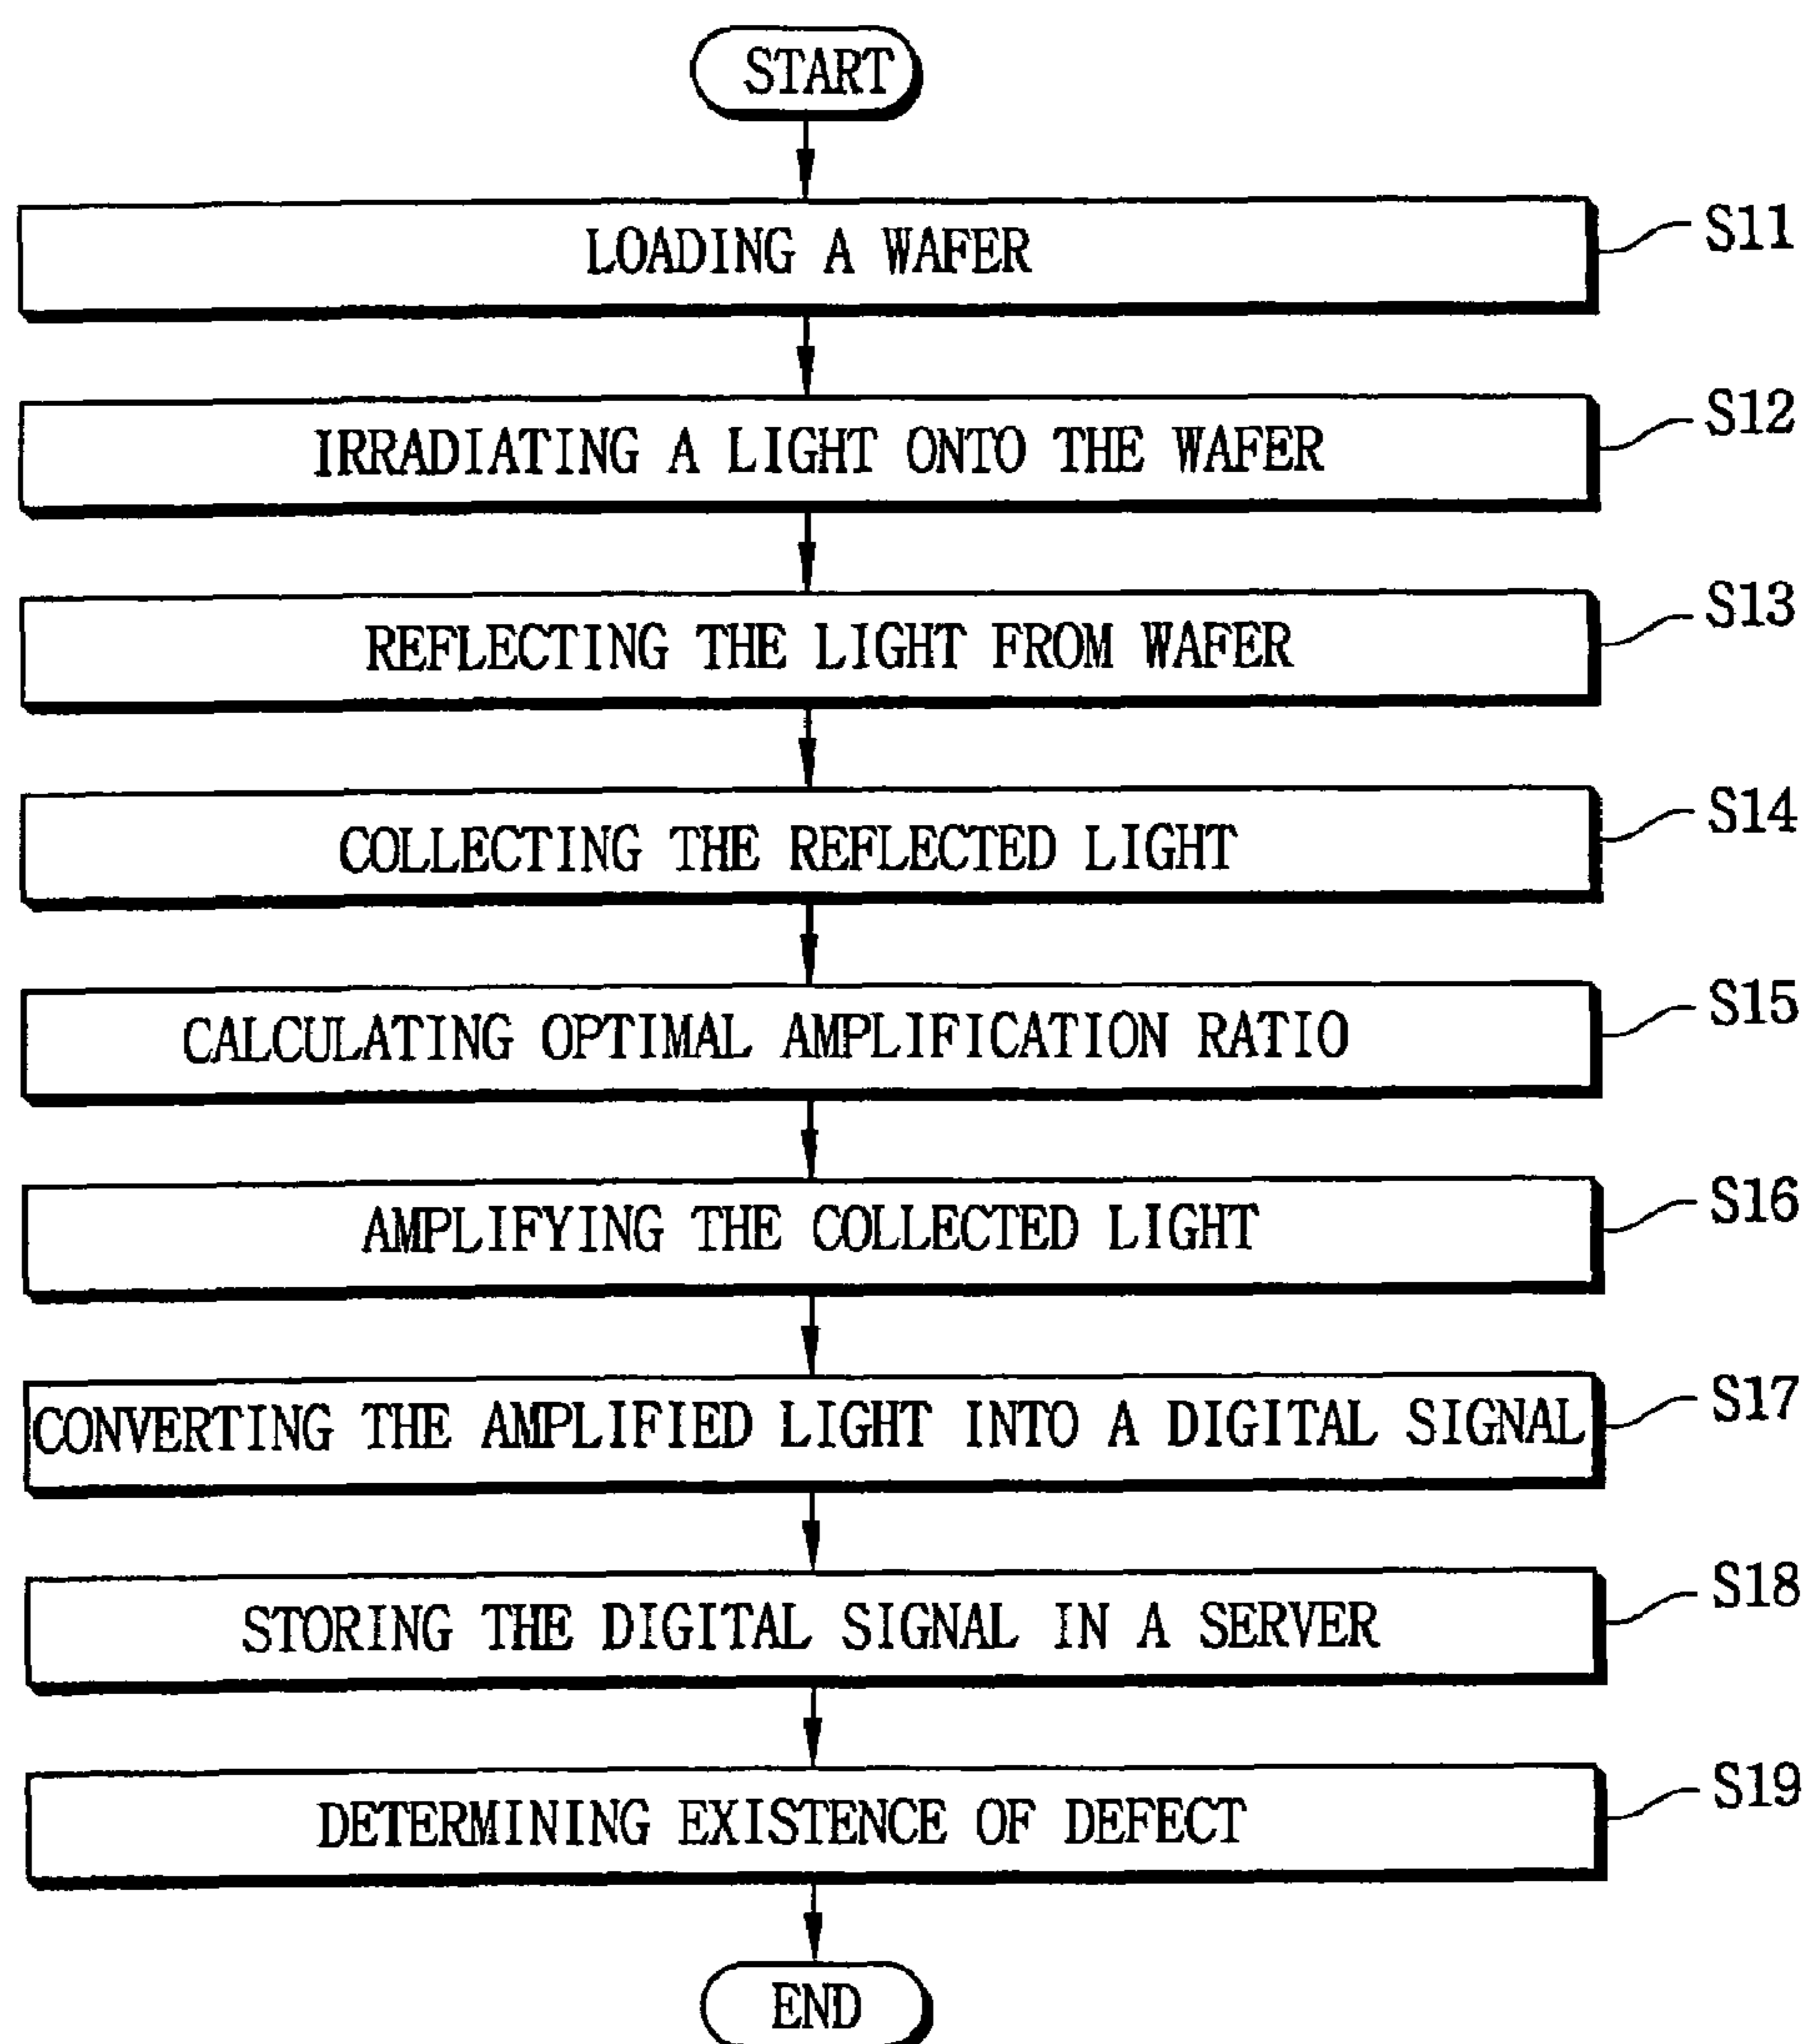 START
LOADING A WAFER
S11
IRRADIATING A LIGHT ONTO THE WAFER
S12
REFLECTING THE LIGHT FROM WAFER
S13
COLLECTING THE REFLECTED LIGHT
S14
CALCULATING OPTIMAL AMPLIFICATION RATIO
S15
AMPLIFYING THE COLLECTED LIGHT
S16
CONVERTING THE AMPLIFIED LIGHT INTO A DIGITAL SIGNAL
S17
STORING THE DIGITAL SIGNAL IN A SERVER
S18
DETERMINING EXISTENCE OF DEFECT
S19
END